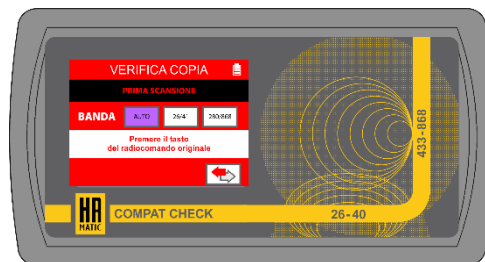 VERIFICA COPIA
PRIMA SCANSIONE
BANDA AUTO 26/41 280/868
Premere il tasto
del radiocomando originale
433-868
HR
MATIC
COMPAT CHECK
26-40